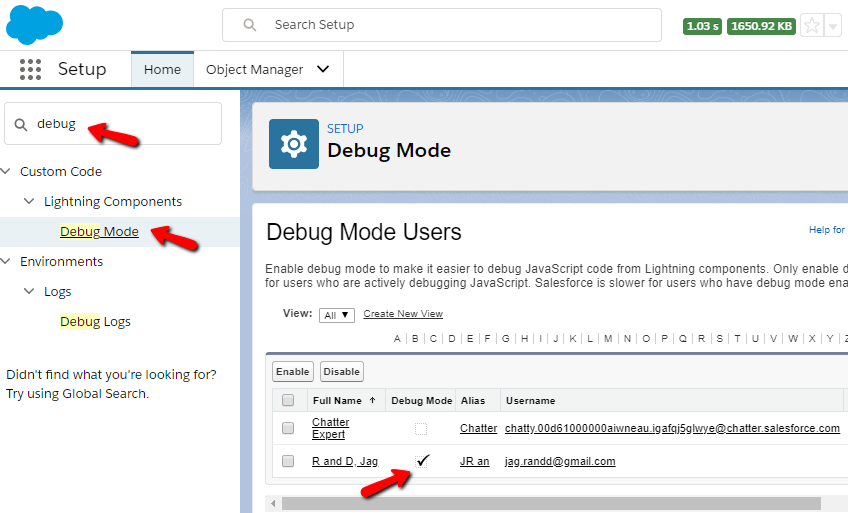 Search Setup
1.03 s
1650.92 KB
Setup
Home
Object Manager
debug
Custom Code
Lightning Components
Debug Mode
Environments
Logs
Debug Logs
Didn't find what you're looking for?
Try using Global Search.
SETUP
Debug Mode
Debug Mode Users
Help for
Enable debug mode to make it easier to debug JavaScript code from Lightning components. Only enable d
for users who are actively debugging JavaScript. Salesforce is slower for users who have debug mode ena
View: All Create New View
A B C D E F G H I J K L M N O P Q R S T U V W X Y Z
Enable Disable
Full Name ↑ Debug Mode Alias Username
Chatter
Expert
Chatter chatty.00d61000000aiwneau.igafqj5glwye@chatter.salesforce.com
R and D, Jag JR an jag.randd@gmail.com